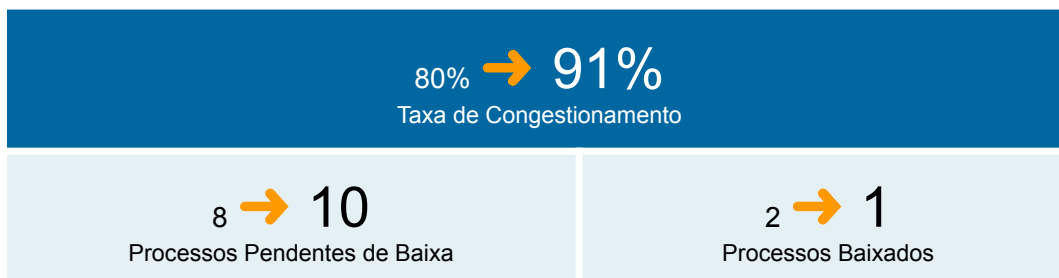 80% ➔ 91%
Taxa de Congestionamento
8 ➔ 10
Processos Pendentes de Baixa
2 ➔ 1
Processos Baixados